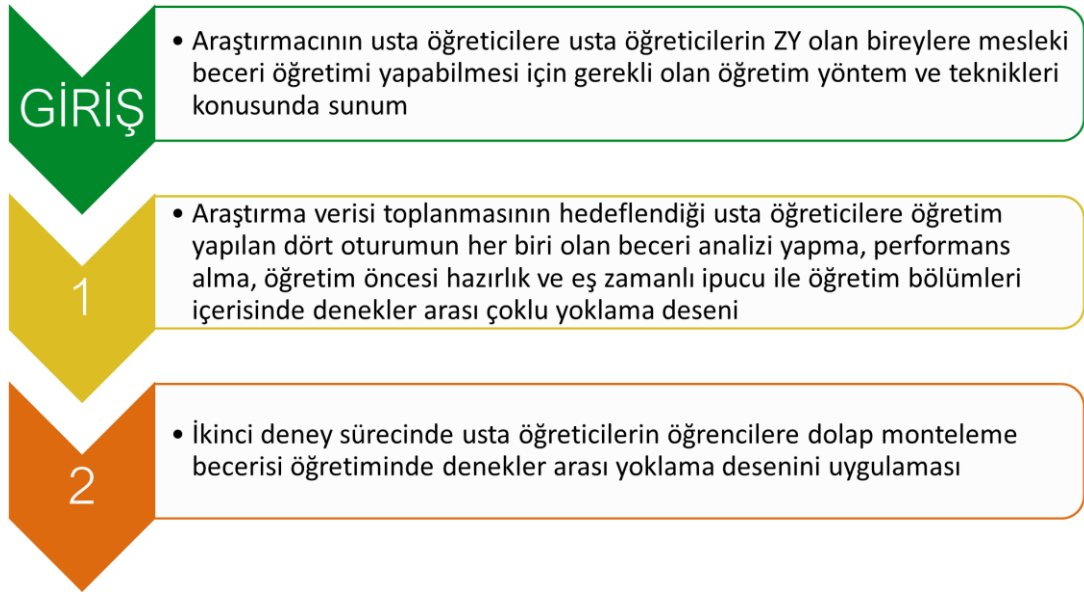 GİRİŞ
• Araştırmacının usta öğreticilere usta öğreticilerin ZY olan bireylere mesleki
beceri öğretimi yapabilmesi için gerekli olan öğretim yöntem ve teknikleri
konusunda sunum
1
• Araştırma verisi toplanmasının hedeflendiği usta öğreticilere öğretim
yapılan dört oturumun her biri olan beceri analizi yapma, performans
alma, öğretim öncesi hazırlık ve eş zamanlı ipucu ile öğretim bölümleri
içerisinde denekler arası çoklu yoklama deseni
2
• İkinci deney sürecinde usta öğreticilerin öğrencilere dolap monteleme
becerisi öğretiminde denekler arası yoklama desenini uygulaması